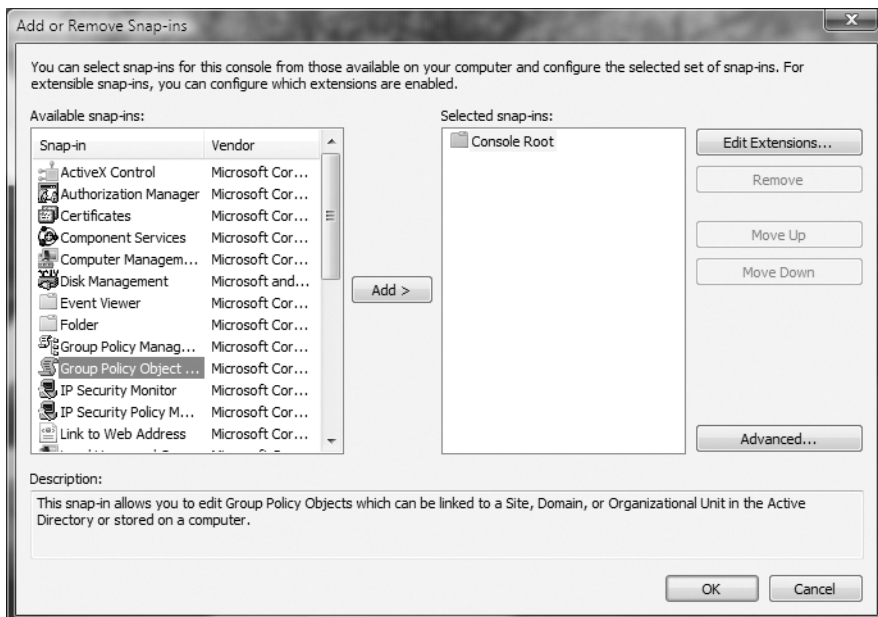 Add or Remove Snap-ins
X
You can select snap-ins for this console from those available on your computer and configure the selected set of snap-ins. For
extensible snap-ins, you can configure which extensions are enabled.
Available snap-ins:
Snap-in Vendor
ActiveX Control Microsoft Cor...
Authorization Manager Microsoft Cor...
Certificates Microsoft Cor...
Component Services Microsoft Cor...
Computer Managem... Microsoft Cor...
Disk Management Microsoft and...
Event Viewer Microsoft Cor...
Folder Microsoft Cor...
Group Policy Manag... Microsoft Cor...
Group Policy Object ... Microsoft Cor...
IP Security Monitor Microsoft Cor...
IP Security Policy M... Microsoft Cor...
Link to Web Address Microsoft Cor...
Add >
Selected snap-ins:
Console Root
Edit Extensions...
Remove
Move Up
Move Down
Advanced...
Description:
This snap-in allows you to edit Group Policy Objects which can be linked to a Site, Domain, or Organizational Unit in the Active
Directory or stored on a computer.
OK
Cancel